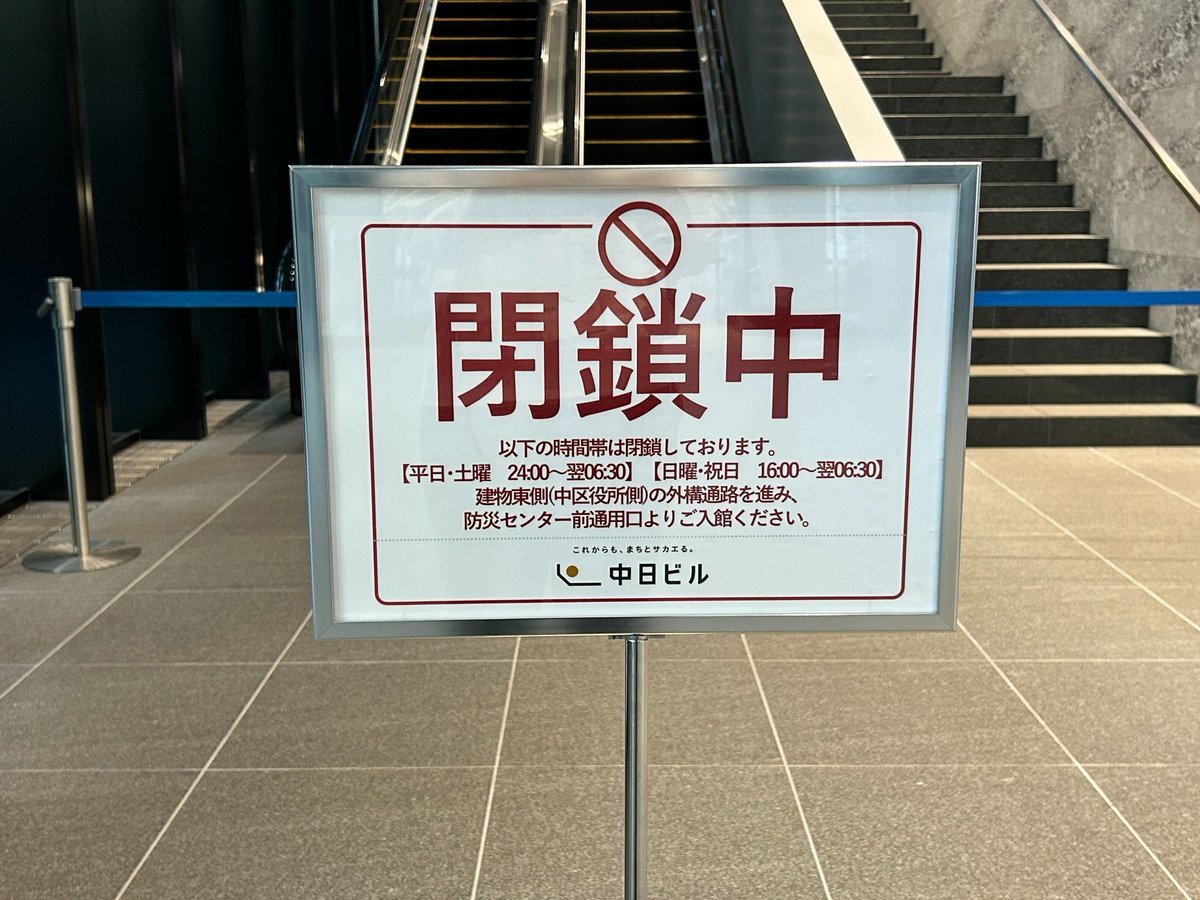 閉鎖中
以下の時間帯は閉鎖しております。
【平日・土曜　24:00～翌06:30】【日曜・祝日　16:00～翌06:30】
建物東側(中区役所側)の外構通路を進み、
防災センター前通用口よりご入館ください。
これからも、まちとサカエる。
中日ビル